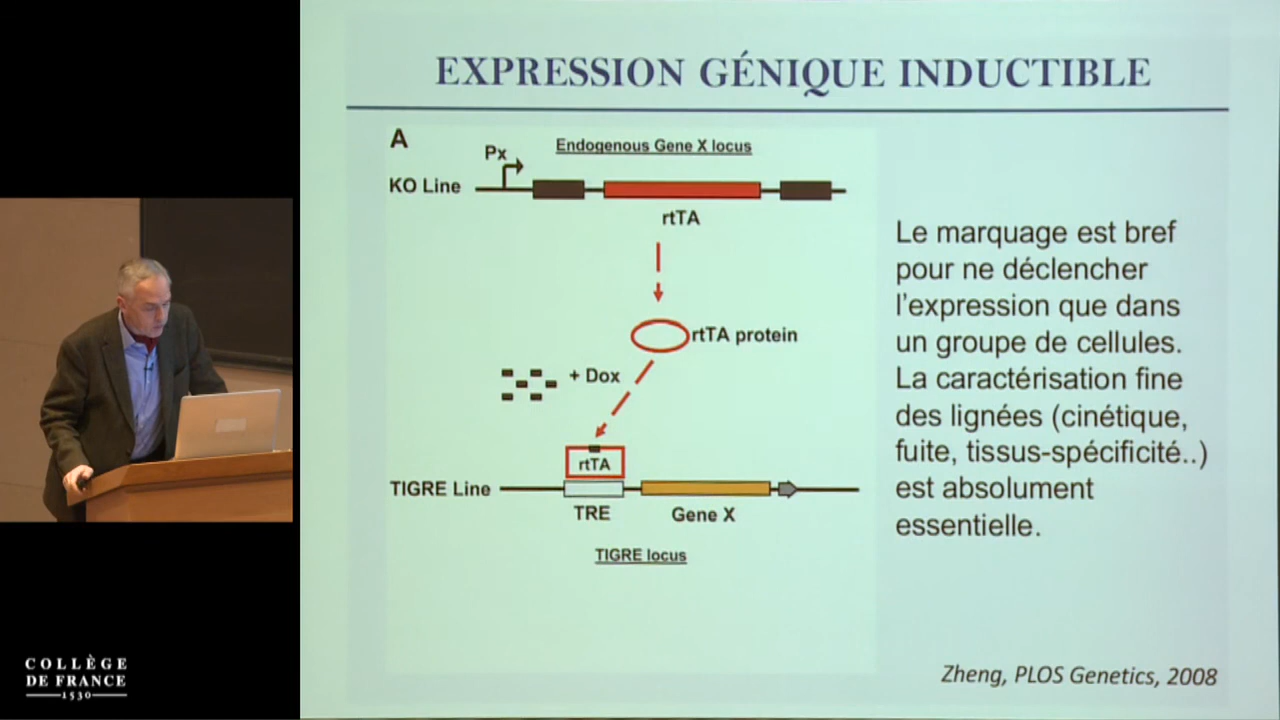 EXPRESSION GÉNIQUE INDUCTIBLE
A
Px
Endogenous Gene X locus
KO Line
rtTA
rtTA protein
+ Dox
rtTA
TIGRE Line
TRE
Gene X
TIGRE locus
Le marquage est bref
pour ne déclencher
l'expression que dans
un groupe de cellules.
La caractérisation fine
des lignées (cinétique,
fuite, tissus-spécificité..)
est absolument
essentielle.
Zheng, PLOS Genetics, 2008
COLLÈGE
DE FRANCE
1530